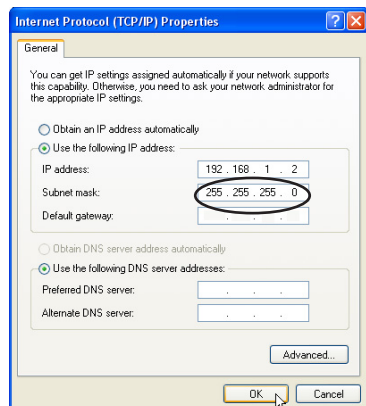 Internet Protocol (TCP/IP) Properties
General
You can get IP settings assigned automatically if your network supports
this capability. Otherwise, you need to ask your network administrator for
the appropriate IP settings.
Obtain an IP address automatically
Use the following IP address:
IP address: 192 . 168 . 1 . 2
Subnet mask: 255 . 255 . 255 . 0
Default gateway: . . .
Obtain DNS server address automatically
Use the following DNS server addresses:
Preferred DNS server: . . .
Alternate DNS server: . . .
Advanced...
OK Cancel